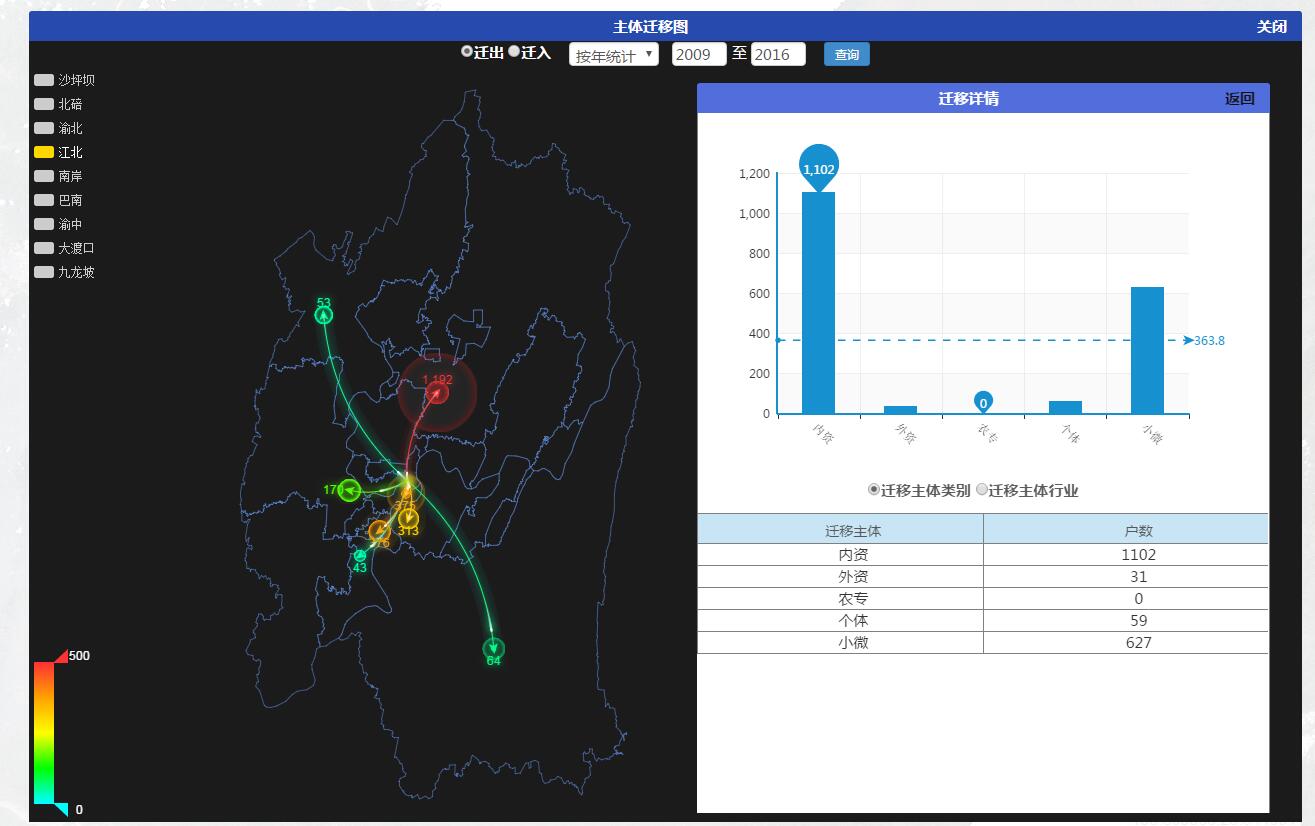 主体迁移图
关闭
迁出 迁入 按年统计 2009 至 2016 查询
沙坪坝
北碚
渝北
江北
南岸
巴南
渝中
大渡口
九龙坡
53
1,192
375
313
43
64
500
0
迁移详情
返回
1,102
1,200
1,000
800
600
400
200
0
363.8
0
内资
外资
农专
个体
小微
迁移主体类别 迁移主体行业
迁移主体 户数
内资 1102
外资 31
农专 0
个体 59
小微 627